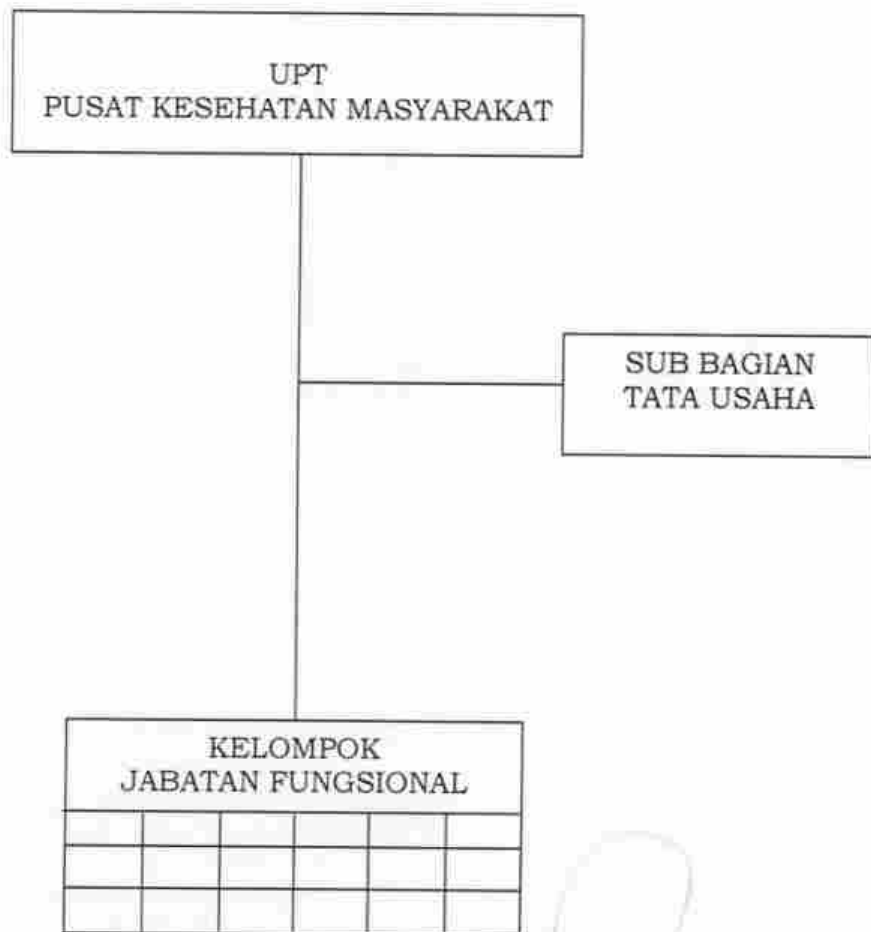 UPT
PUSAT KESEHATAN MASYARAKAT
SUB BAGIAN
TATA USAHA
KELOMPOK
JABATAN FUNGSIONAL